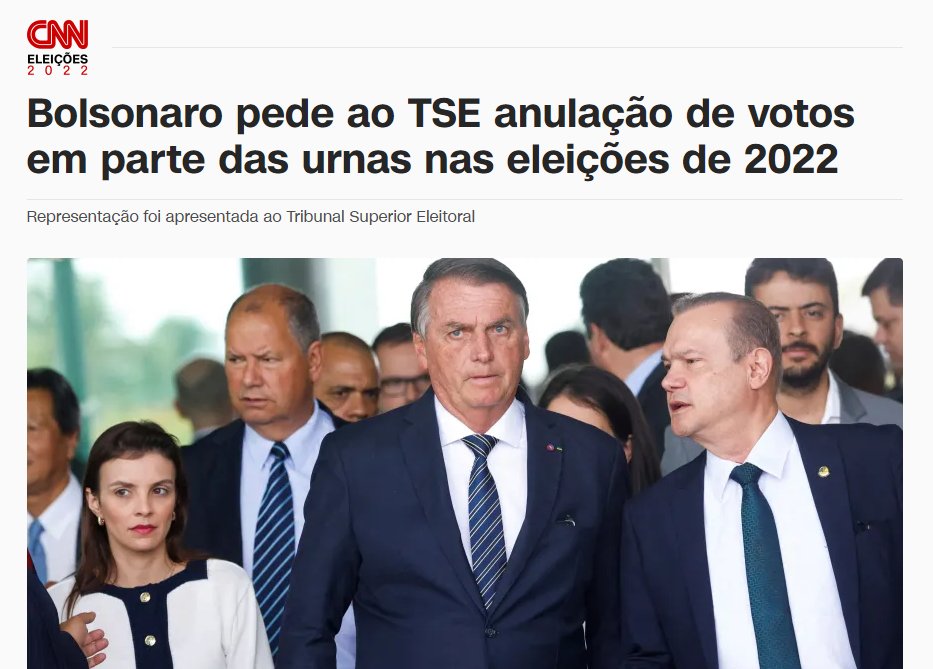 CNN
ELEIÇÕES
2022
Bolsonaro pede ao TSE anulação de votos
em parte das urnas nas eleições de 2022
Representação foi apresentada ao Tribunal Superior Eleitoral